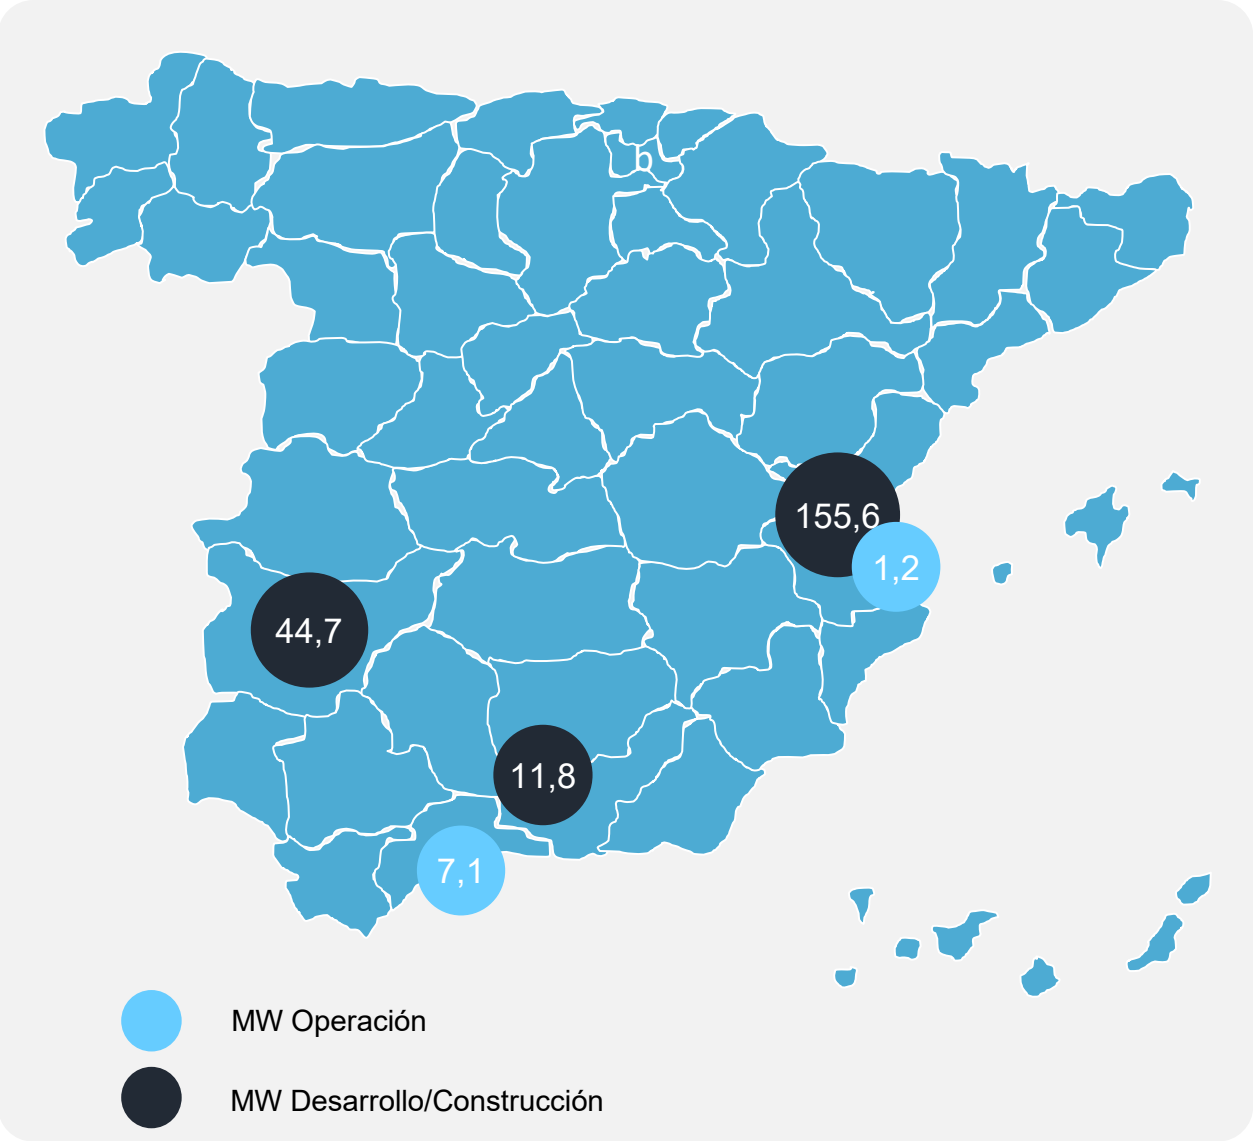 b
155,6
1,2
44,7
11,8
7,1
MW Operación
MW Desarrollo/Construcción